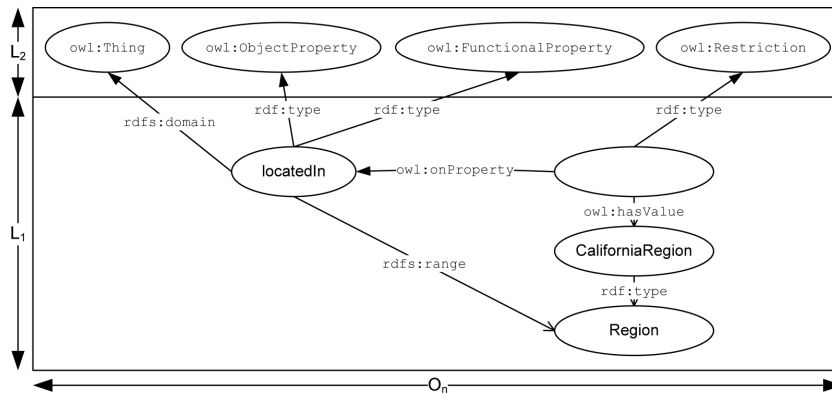 L2
owl:Thing
owl:ObjectProperty
owl:FunctionalProperty
owl:Restriction
rdf:type
rdf:type
rdf:type
rdfs:domain
locatedIn
owl:onProperty
owl:hasValue
L1
CaliforniaRegion
rdfs:range
rdf:type
Region
On